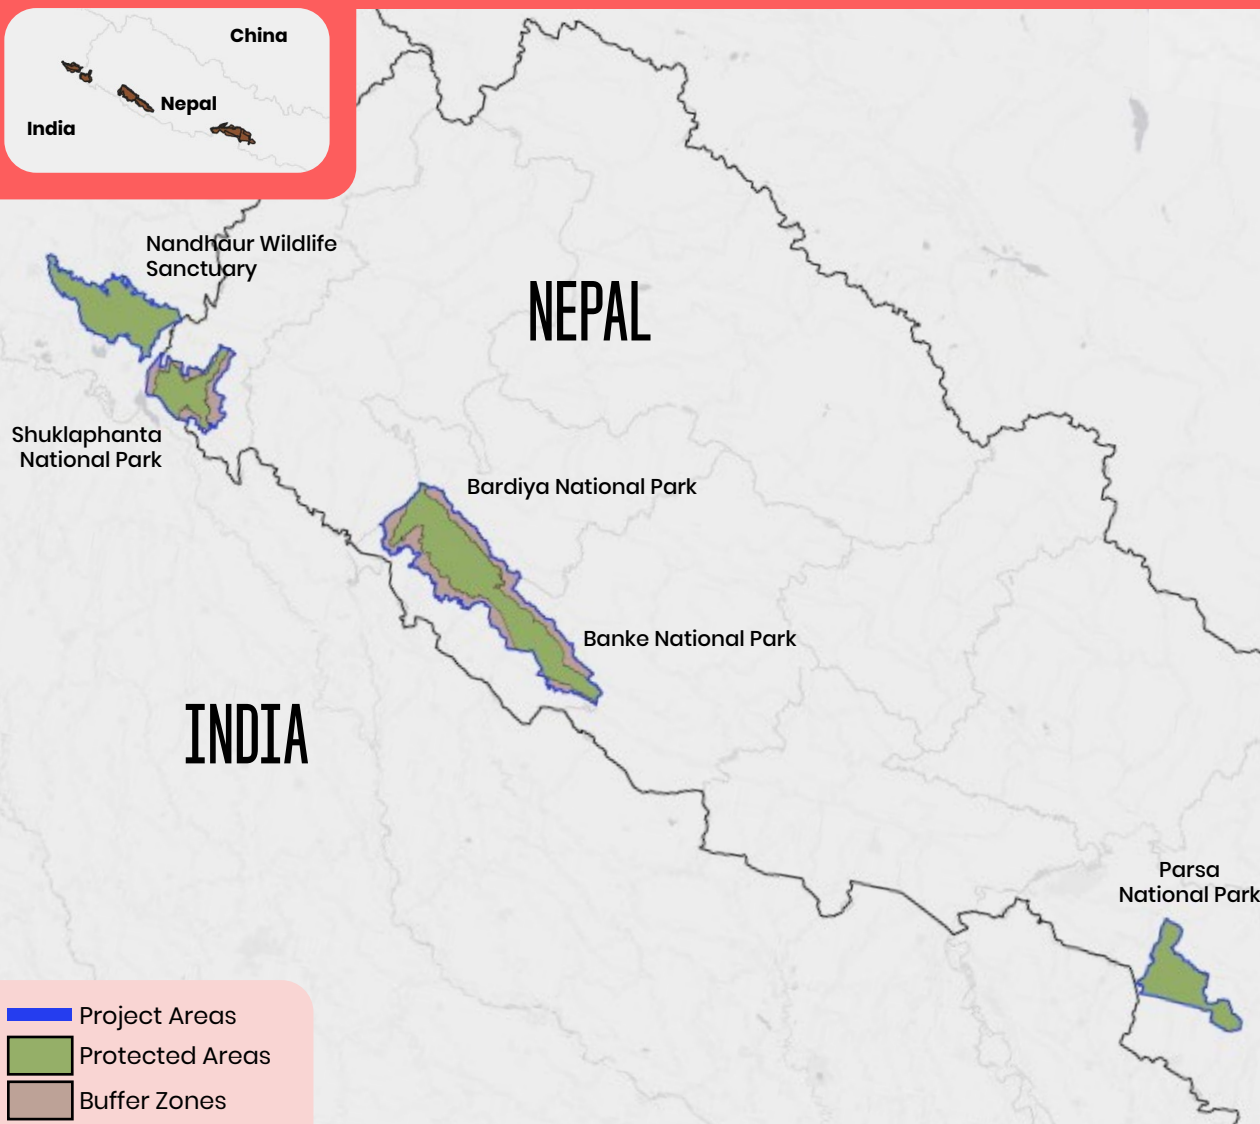 China
Nepal
India
Nandhaur Wildlife
Sanctuary
NEPAL
Shuklaphanta
National Park
Bardiya National Park
Banke National Park
INDIA
Parsa
National Park
Project Areas
Protected Areas
Buffer Zones